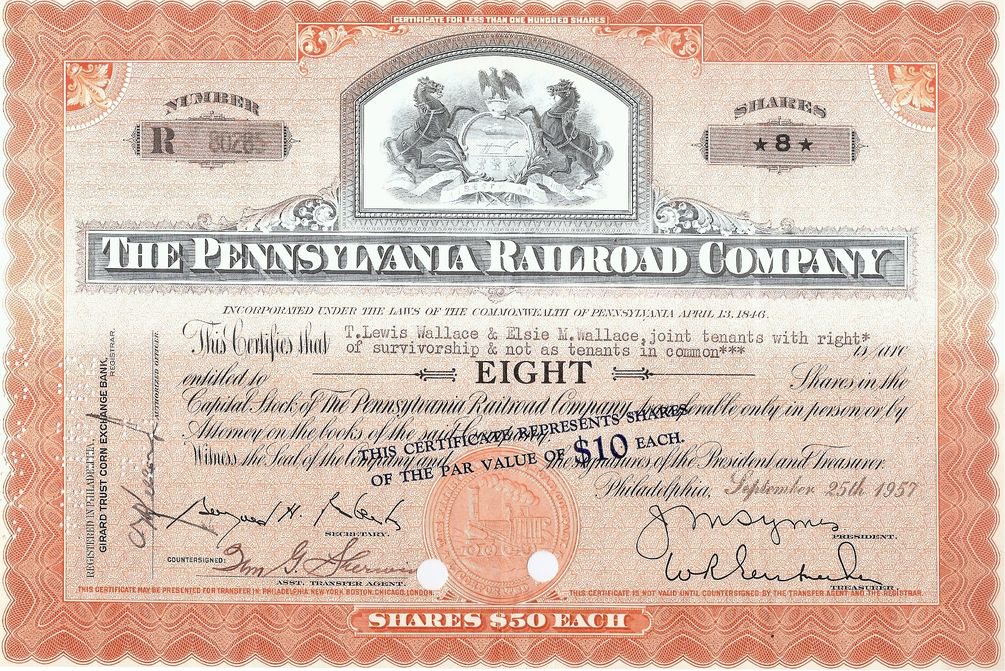 CERTIFICATE FOR LESS THAN ONE HUNDRED SHARES
NUMBER
R 80285
SHARES
★8★
THE PENNSYLVANIA RAILROAD COMPANY
INCORPORATED UNDER THE LAWS OF THE COMMONWEALTH OF PENNSYLVANIA APRIL 13, 1846.
This Certifies that T.Lewis Wallace & Elsie M.Wallace,joint tenants with right*
of survivorship & not as tenants in common*** is/are
entitled to EIGHT Shares in the
Capital Stock of The Pennsylvania Railroad Company, transferable only in person or by
Attorney on the books of the said Company.
Witness the Seal of the Company and the signatures of the President and Treasurer.
THIS CERTIFICATE REPRESENTS SHARES
OF THE PAR VALUE OF $10 EACH.
Philadelphia, September 25th 1957
SECRETARY.
J M Symes
PRESIDENT.
COUNTERSIGNED:
Wm G. Sherwin
ASST. TRANSFER AGENT.
TREASURER
THIS CERTIFICATE MAY BE PRESENTED FOR TRANSFER IN PHILADELPHIA, NEW YORK, BOSTON, CHICAGO, LONDON.
THIS CERTIFICATE IS NOT VALID UNTIL COUNTERSIGNED BY THE TRANSFER AGENT AND THE REGISTRAR.
SHARES $50 EACH
REGISTERED IN PHILADELPHIA,
GIRARD TRUST CORN EXCHANGE BANK,
REGISTRAR.
AUTHORIZED OFFICER